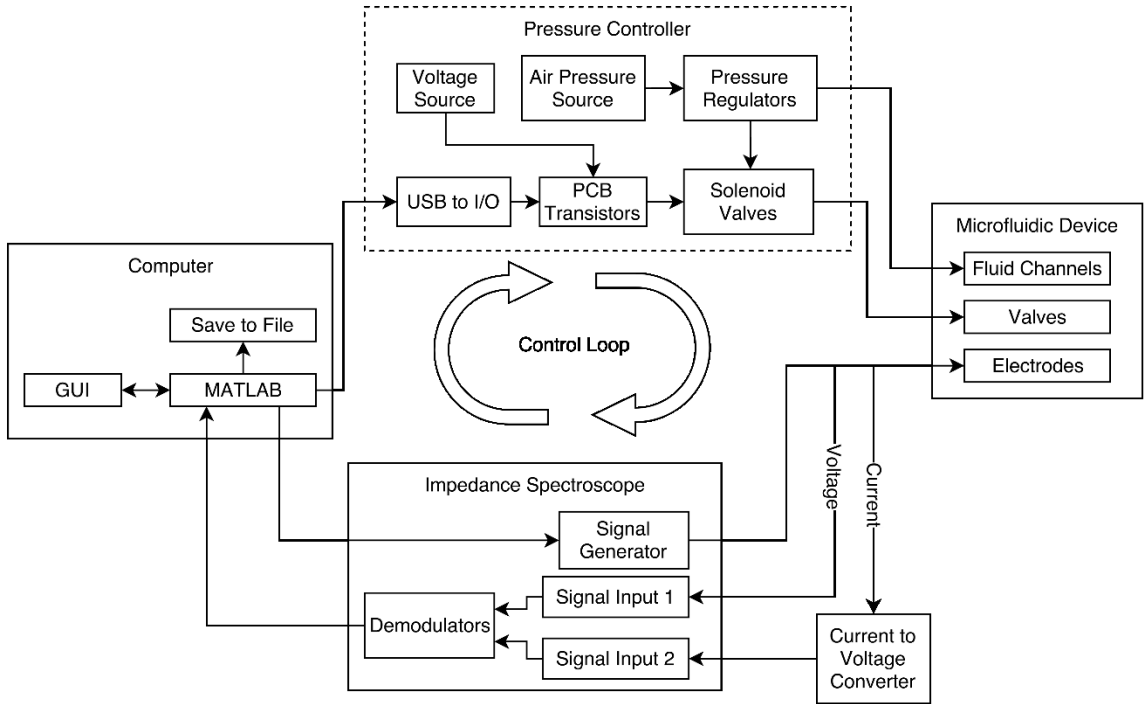 Pressure Controller
Voltage
Source
Air Pressure
Source
Pressure
Regulators
USB to I/O
PCB
Transistors
Solenoid
Valves
Microfluidic Device
Fluid Channels
Valves
Electrodes
Computer
Save to File
GUI
MATLAB
Control Loop
Voltage
Current
Impedance Spectroscope
Signal
Generator
Signal Input 1
Demodulators
Signal Input 2
Current to
Voltage
Converter